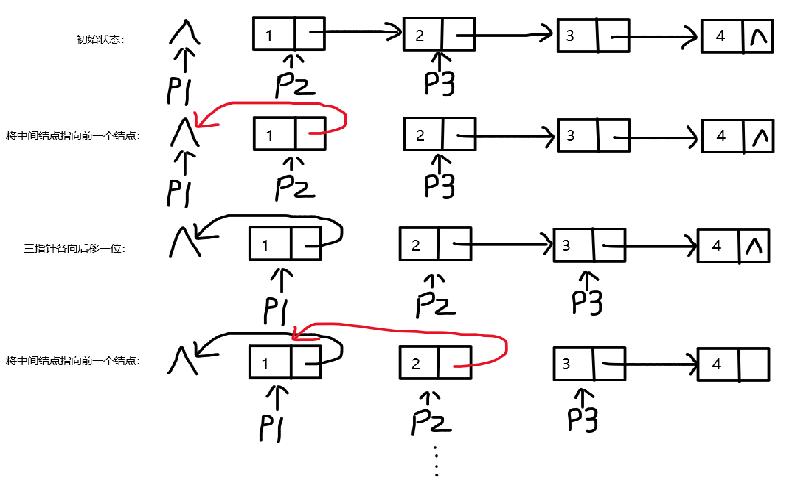 初始状态： ∧ 1 2 3 4 ∧
P1 P2 P3
将中间结点指向前一个结点： ∧ 1 2 3 4 ∧
P1 P2 P3
三指针各向后移一位： ∧ 1 2 3 4 ∧
P1 P2 P3
将中间结点指向前一个结点： ∧ 1 2 3 4
P1 P2 P3